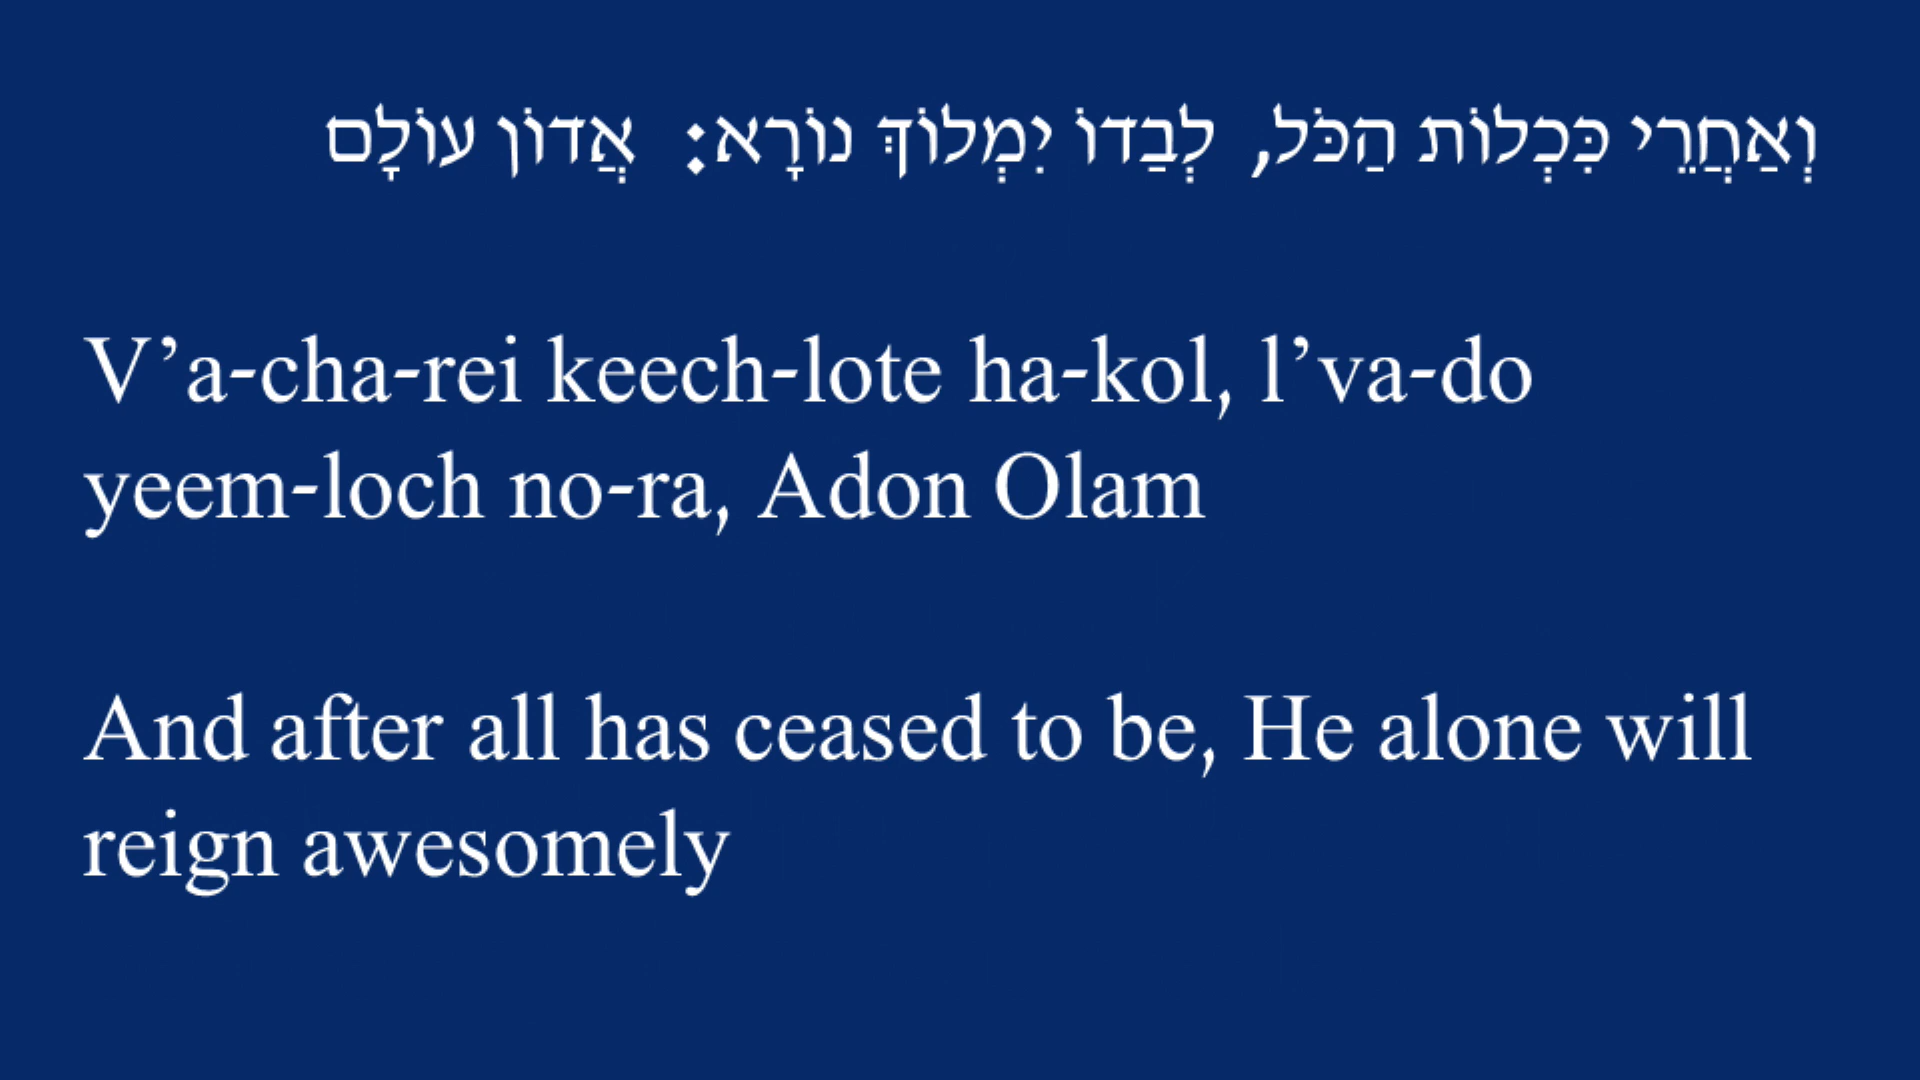 וְאַחֲרֵי כִּכְלוֹת הַכֹּל, לְבַדוֹ יִמְלוֹךְ נוֹרָא: אֲדוֹן עוֹלָם
V’a-cha-rei keech-lote ha-kol, l’va-do
yeem-loch no-ra, Adon Olam
And after all has ceased to be, He alone will
reign awesomely